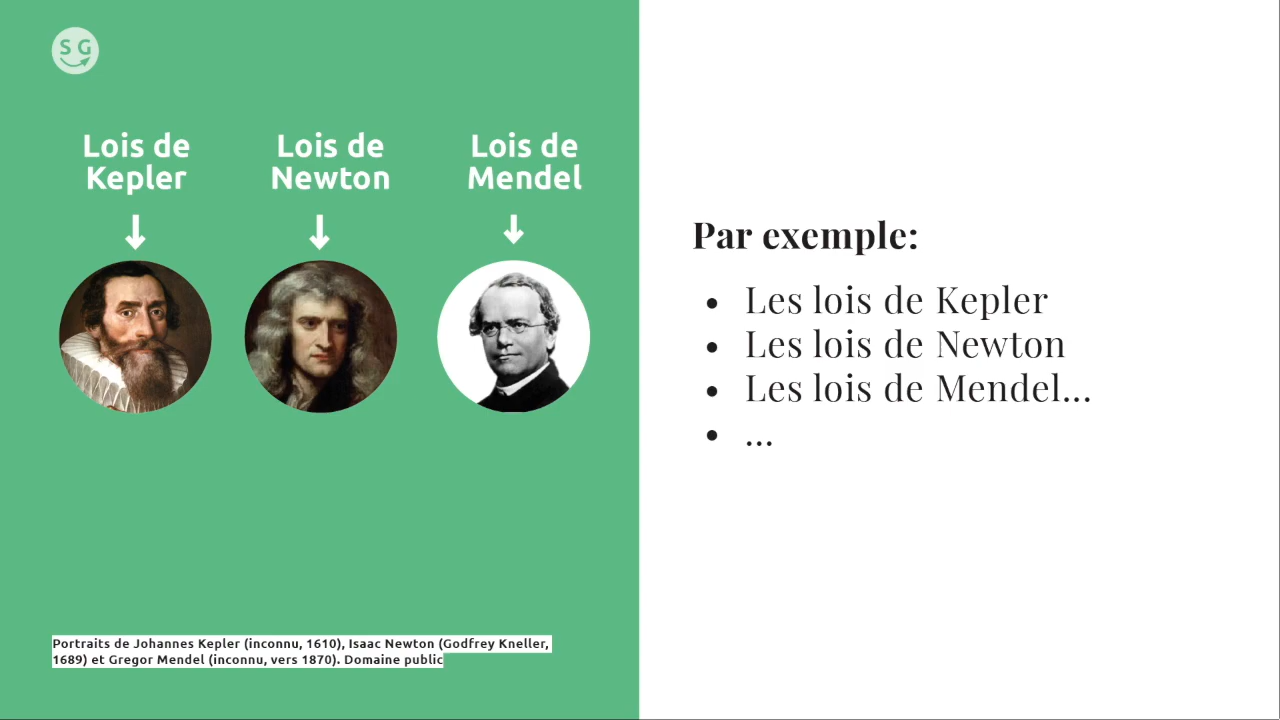 S G
Lois de
Kepler
Lois de
Newton
Lois de
Mendel
Portraits de Johannes Kepler (inconnu, 1610), Isaac Newton (Godfrey Kneller,
1689) et Gregor Mendel (inconnu, vers 1870). Domaine public
Par exemple:
• Les lois de Kepler
• Les lois de Newton
• Les lois de Mendel...
• ...